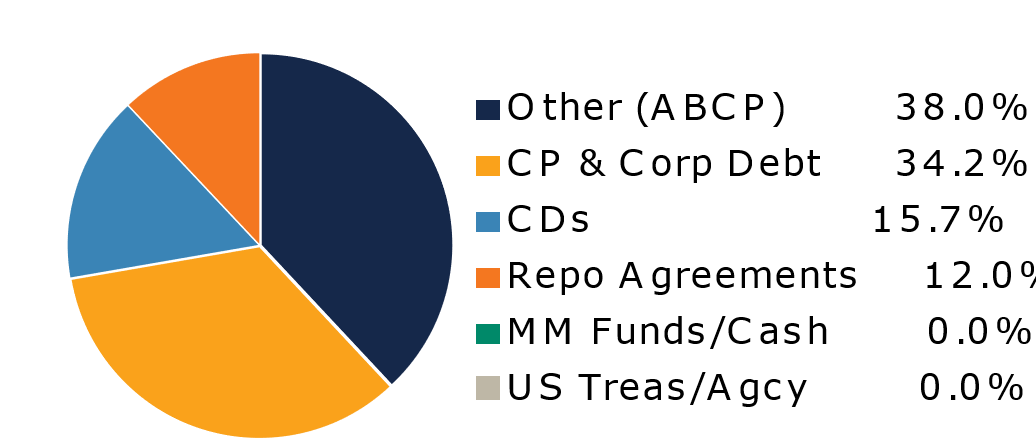 Other (ABCP) 38.0%
CP & Corp Debt 34.2%
CDs 15.7%
Repo Agreements 12.0%
MM Funds/Cash 0.0%
US Treas/Agcy 0.0%